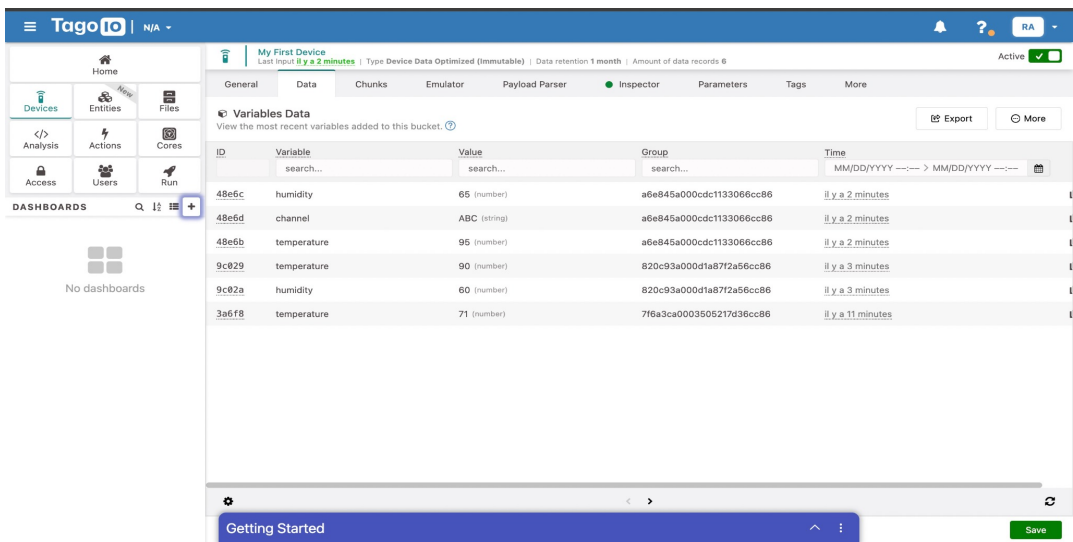 Tago IO | N/A
?
RA
Home
Devices
Entities
New
Files
Analysis
Actions
Cores
Access
Users
Run
DASHBOARDS
No dashboards
My First Device
Last Input il y a 2 minutes | Type Device Data Optimized (Immutable) | Data retention 1 month | Amount of data records 6
Active
General Data Chunks Emulator Payload Parser Inspector Parameters Tags More
Variables Data
View the most recent variables added to this bucket. ?
Export
More
ID Variable Value Group Time
search... search... search... MM/DD/YYYY --:-- > MM/DD/YYYY --:--
48e6c humidity 65 (number) a6e845a000cdc1133066cc86 il y a 2 minutes
48e6d channel ABC (string) a6e845a000cdc1133066cc86 il y a 2 minutes
48e6b temperature 95 (number) a6e845a000cdc1133066cc86 il y a 2 minutes
9c029 temperature 90 (number) 820c93a000d1a87f2a56cc86 il y a 3 minutes
9c02a humidity 60 (number) 820c93a000d1a87f2a56cc86 il y a 3 minutes
3a6f8 temperature 71 (number) 7f6a3ca0003505217d36cc86 il y a 11 minutes
Getting Started
Save